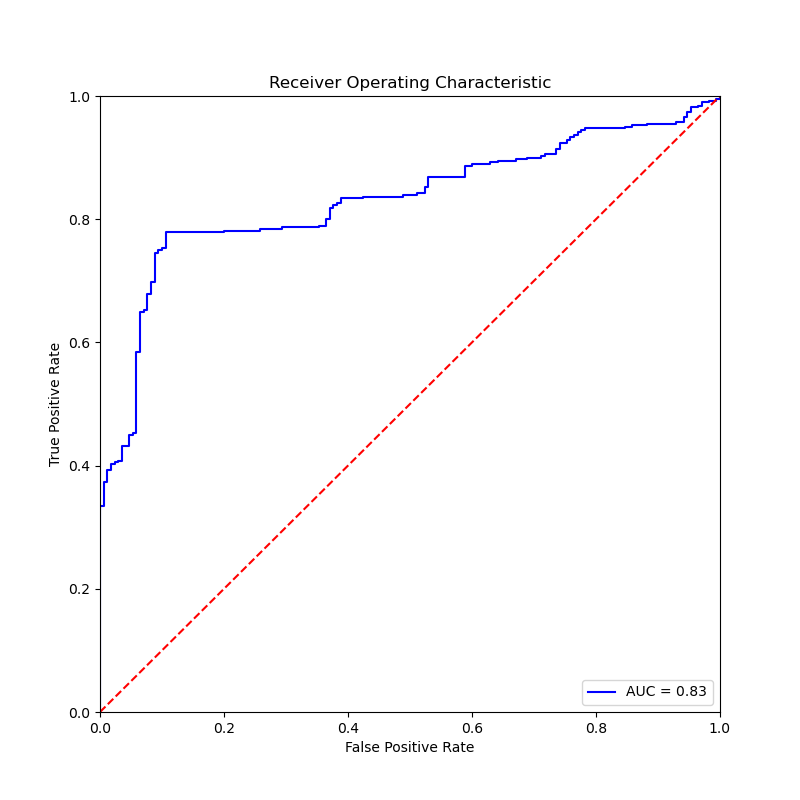 Receiver Operating Characteristic
1.0
0.8
0.6
0.4
0.2
0.0
True Positive Rate
AUC = 0.83
0.0 0.2 0.4 0.6 0.8 1.0
False Positive Rate